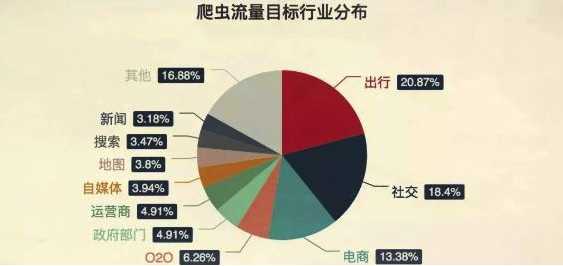 爬虫流量目标行业分布
其他 16.88%
出行 20.87%
新闻 3.18%
搜索 3.47%
地图 3.8%
自媒体 3.94%
社交 18.4%
运营商 4.91%
政府部门 4.91%
O2O 6.26%
电商 13.38%